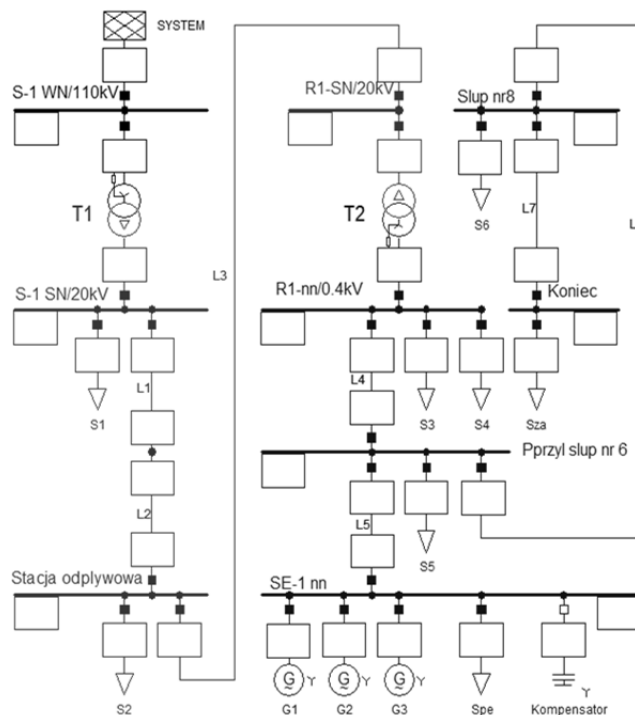 SYSTEM
S-1 WN/110kV
R1-SN/20kV
Slup nr8
T1
T2
S6
L7
L
L3
S-1 SN/20kV
R1-nn/0.4kV
Koniec
L1
L4
S1
S3
S4
Sza
Pprzyl slup nr 6
L2
L5
S5
Stacja odplywowa
SE-1 nn
G
G
G
S2
G1
G2
G3
Spe
Kompensator